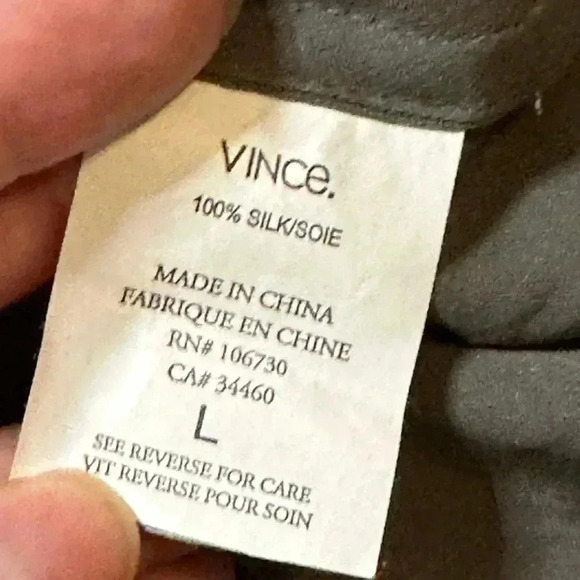 VINCE.
100% SILK/SOIE
MADE IN CHINA
FABRIQUE EN CHINE
RN# 106730
CA# 34460
L
SEE REVERSE FOR CARE
VIT REVERSE POUR SOIN